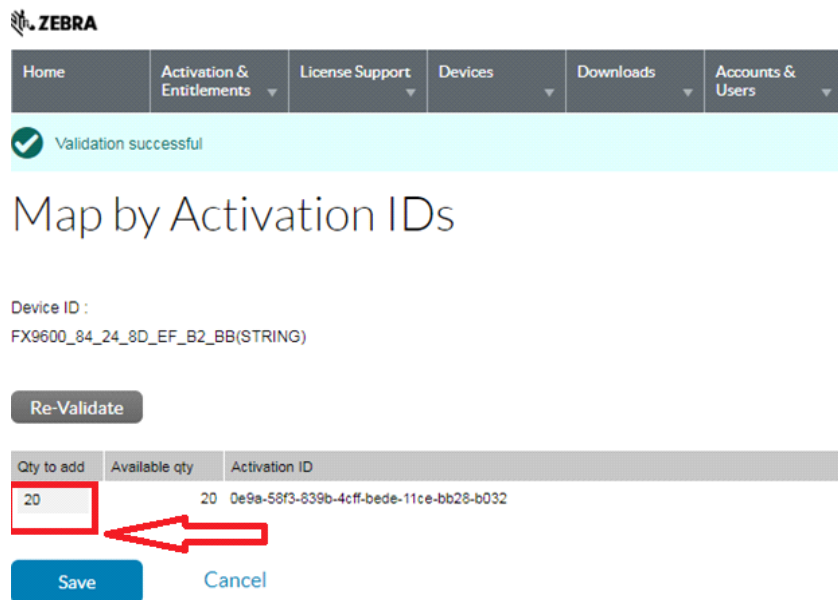 ZEBRA
Home
Activation & Entitlements
License Support
Devices
Downloads
Accounts & Users
Validation successful
Map by Activation IDs
Device ID :
FX9600_84_24_8D_EF_B2_BB(STRING)
Re-Validate
Qty to add Available qty Activation ID
20 20 0e9a-58f3-839b-4cff-bede-11ce-bb28-b032
Save Cancel